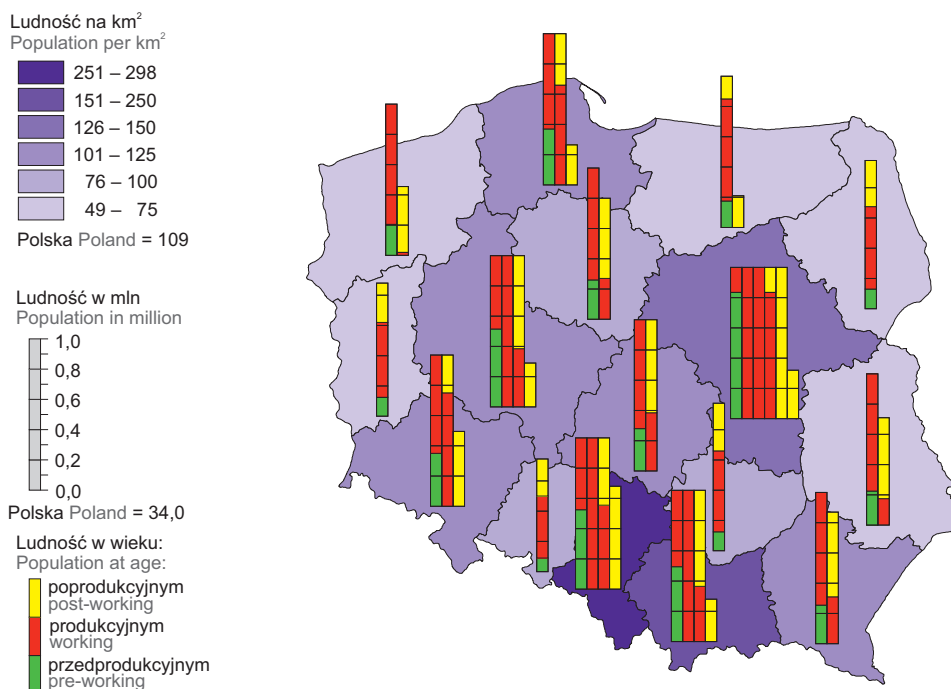 Ludność na km²
Population per km²
251 – 298
151 – 250
126 – 150
101 – 125
76 – 100
49 – 75
Polska Poland = 109
Ludność w mln
Population in million
1,0
0,8
0,6
0,4
0,2
0,0
Polska Poland = 34,0
Ludność w wieku:
Population at age:
poprodukcyjnym
post-working
produkcyjnym
working
przedprodukcyjnym
pre-working